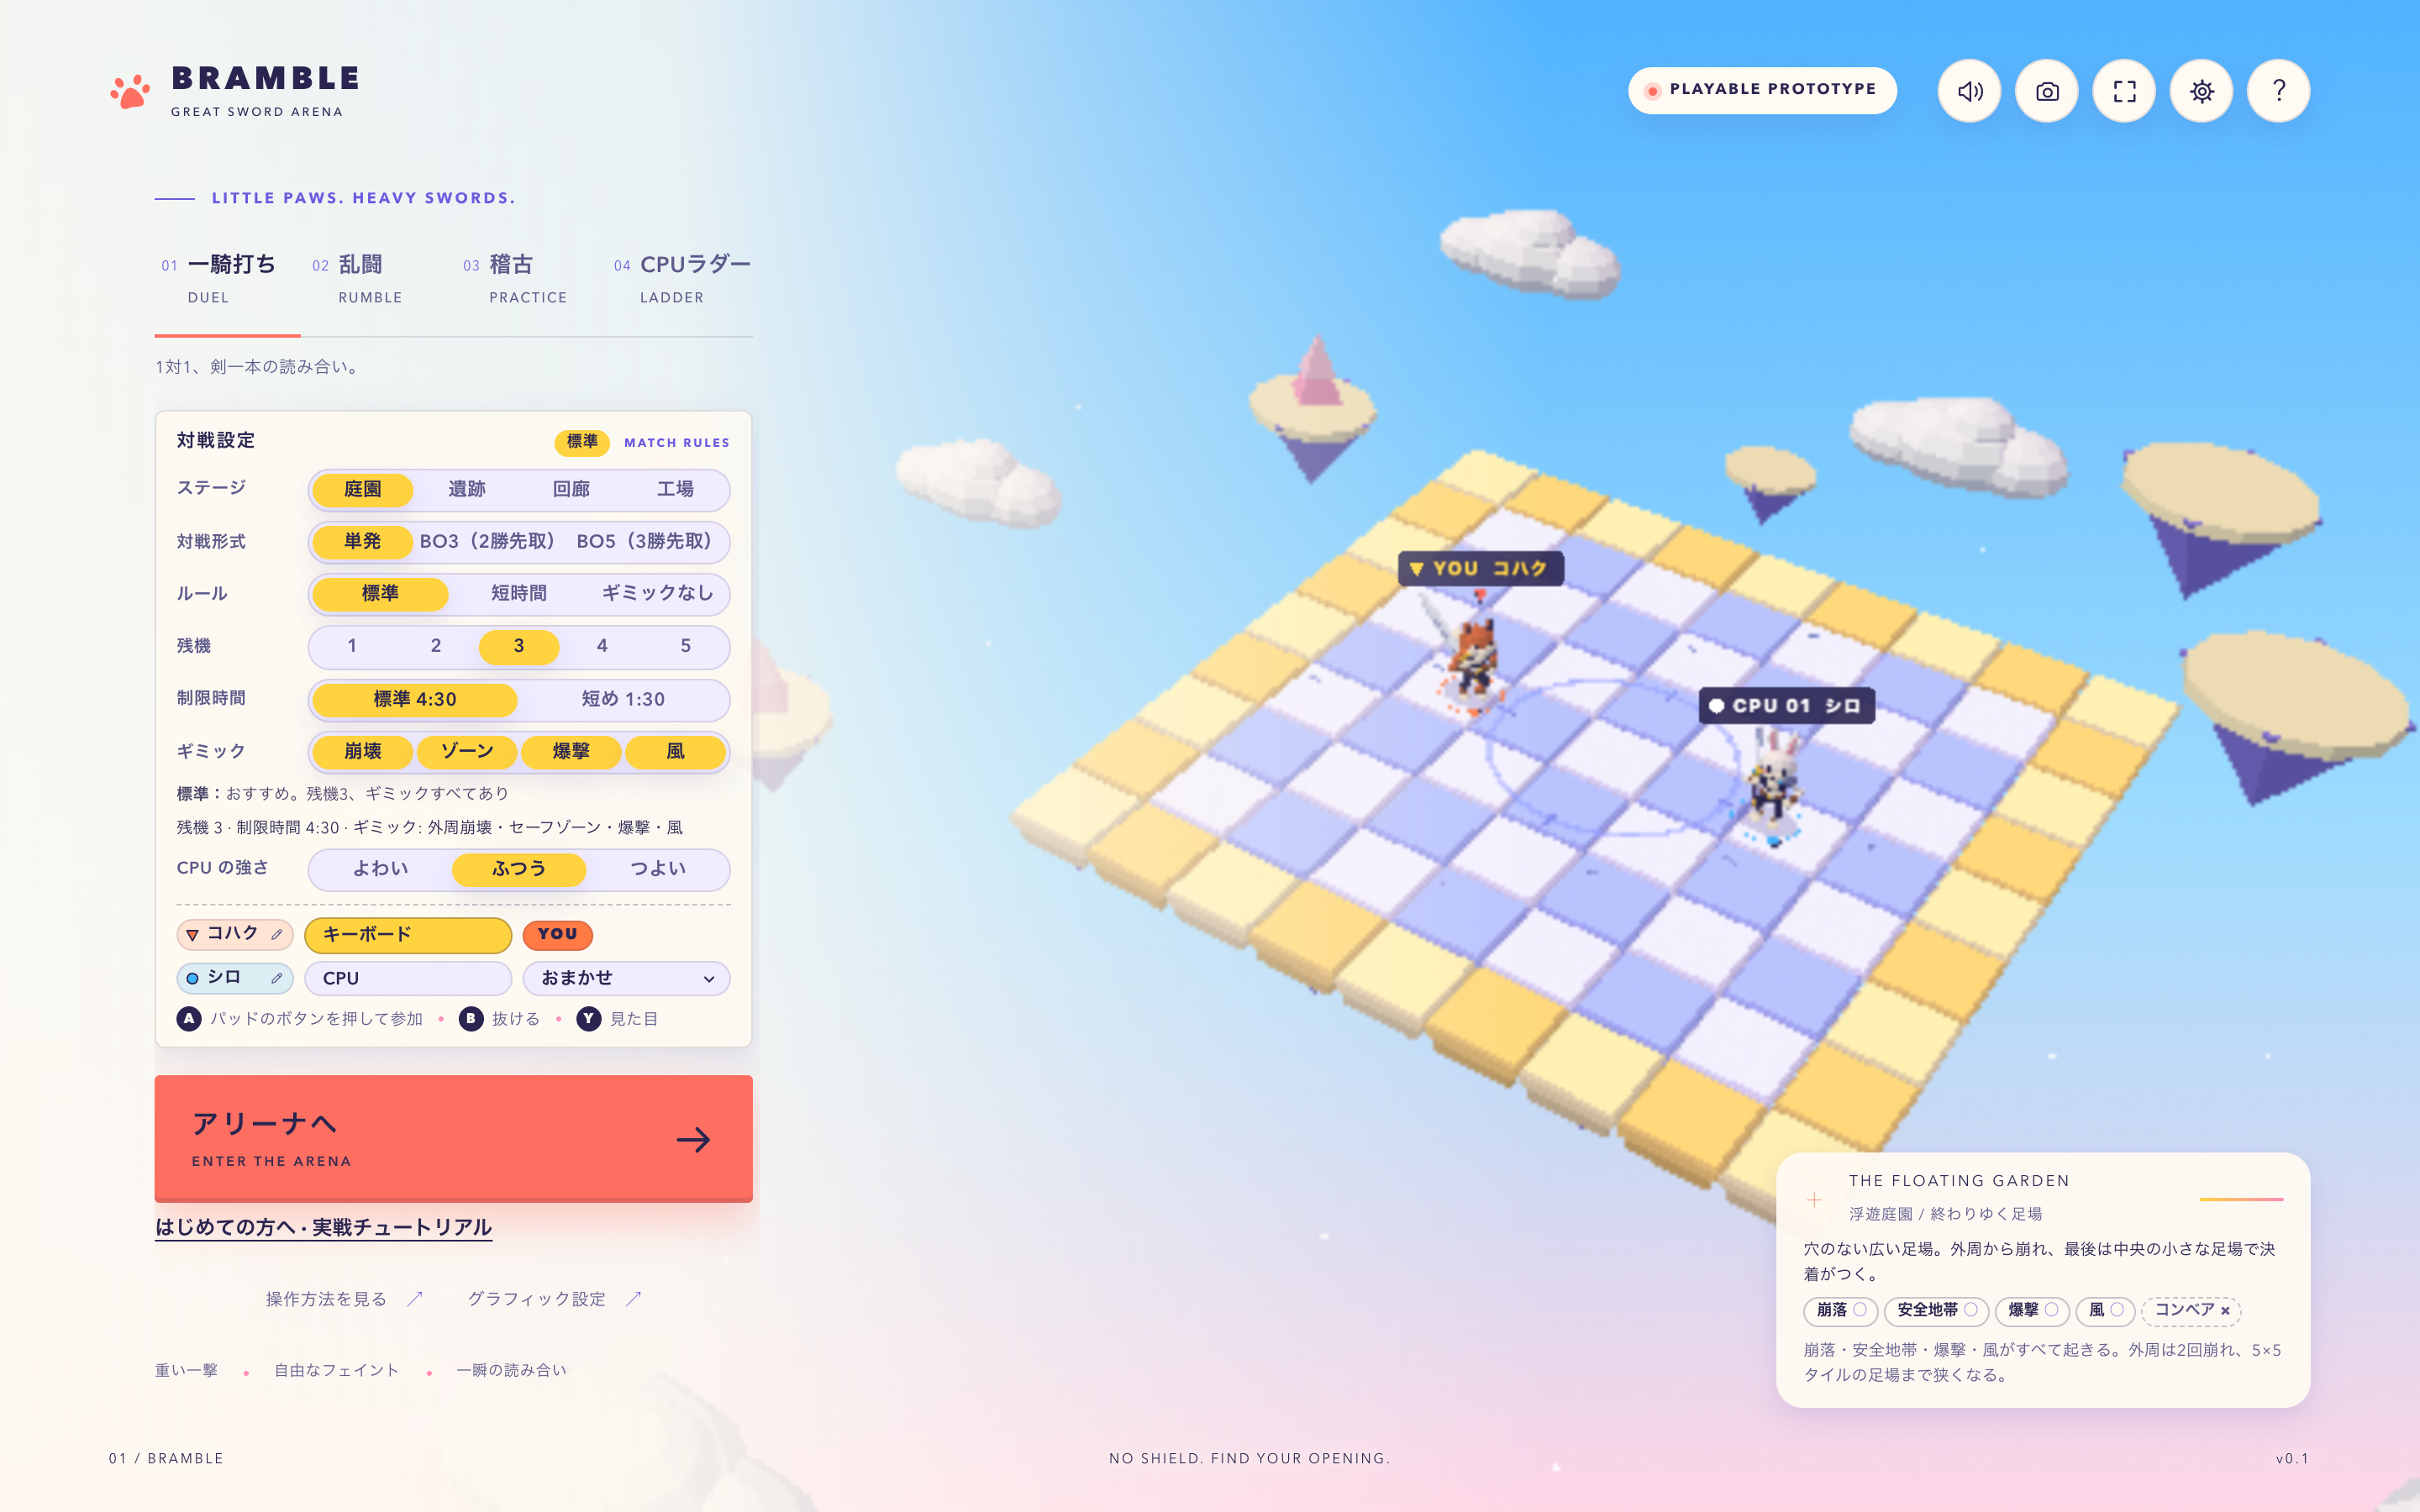 BRAMBLE
GREAT SWORD ARENA
PLAYABLE PROTOTYPE
?
LITTLE PAWS. HEAVY SWORDS.
01 一騎打ち
DUEL
02 乱闘
RUMBLE
03 稽古
PRACTICE
04 CPUラダー
LADDER
1対1、剣一本の読み合い。
対戦設定 標準 MATCH RULES
ステージ 庭園 遺跡 回廊 工場
対戦形式 単発 BO3（2勝先取） BO5（3勝先取）
ルール 標準 短時間 ギミックなし
残機 1 2 3 4 5
制限時間 標準 4:30 短め 1:30
ギミック 崩壊 ゾーン 爆撃 風
標準：おすすめ。残機3、ギミックすべてあり
残機 3 · 制限時間 4:30 · ギミック: 外周崩壊・セーフゾーン・爆撃・風
CPU の強さ よわい ふつう つよい
コハク キーボード YOU
シロ CPU おまかせ
A パッドのボタンを押して参加 • B 抜ける • Y 見た目
アリーナへ
ENTER THE ARENA
はじめての方へ · 実戦チュートリアル
操作方法を見る ↗ グラフィック設定 ↗
重い一撃 • 自由なフェイント • 一瞬の読み合い
▼ YOU コハク
CPU 01 シロ
THE FLOATING GARDEN
浮遊庭園 / 終わりゆく足場
穴のない広い足場。外周から崩れ、最後は中央の小さな足場で決
着がつく。
崩落 ○ 安全地帯 ○ 爆撃 ○ 風 ○ コンベア ×
崩落・安全地帯・爆撃・風がすべて起きる。外周は2回崩れ、5×5
タイルの足場まで狭くなる。
01 / BRAMBLE
NO SHIELD. FIND YOUR OPENING.
v0.1